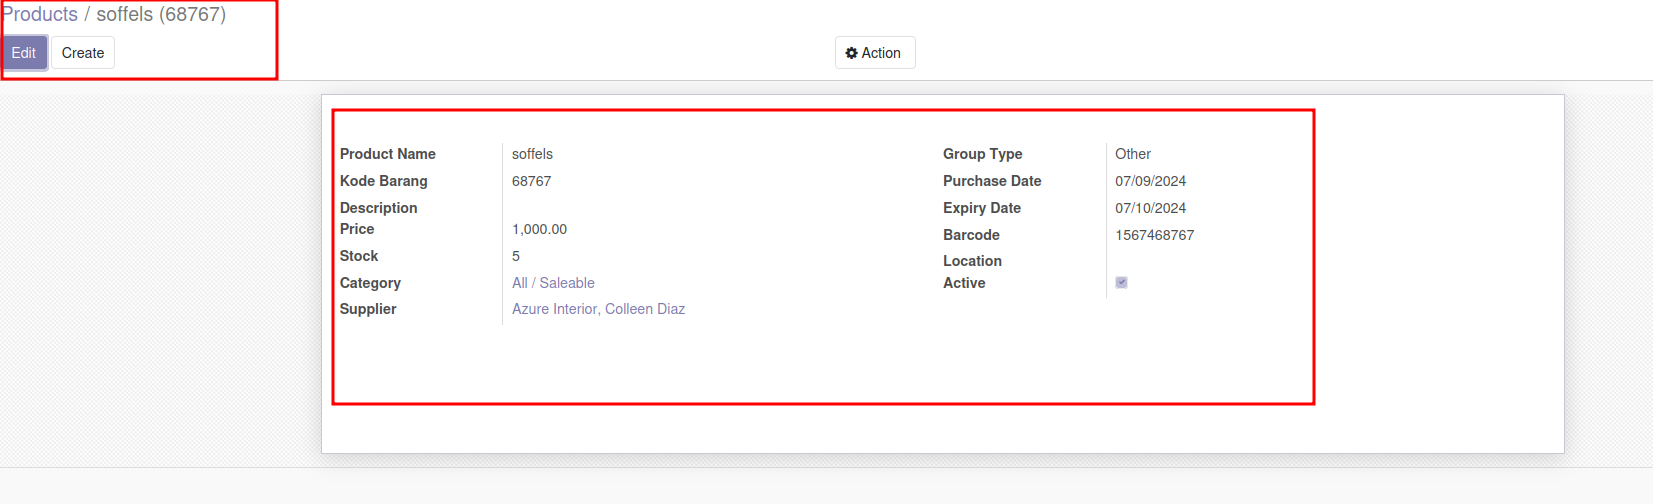 Products / soffels (68767)
Edit Create Action
Product Name soffels
Kode Barang 68767
Description
Price 1,000.00
Stock 5
Category All / Saleable
Supplier Azure Interior, Colleen Diaz
Group Type Other
Purchase Date 07/09/2024
Expiry Date 07/10/2024
Barcode 1567468767
Location
Active